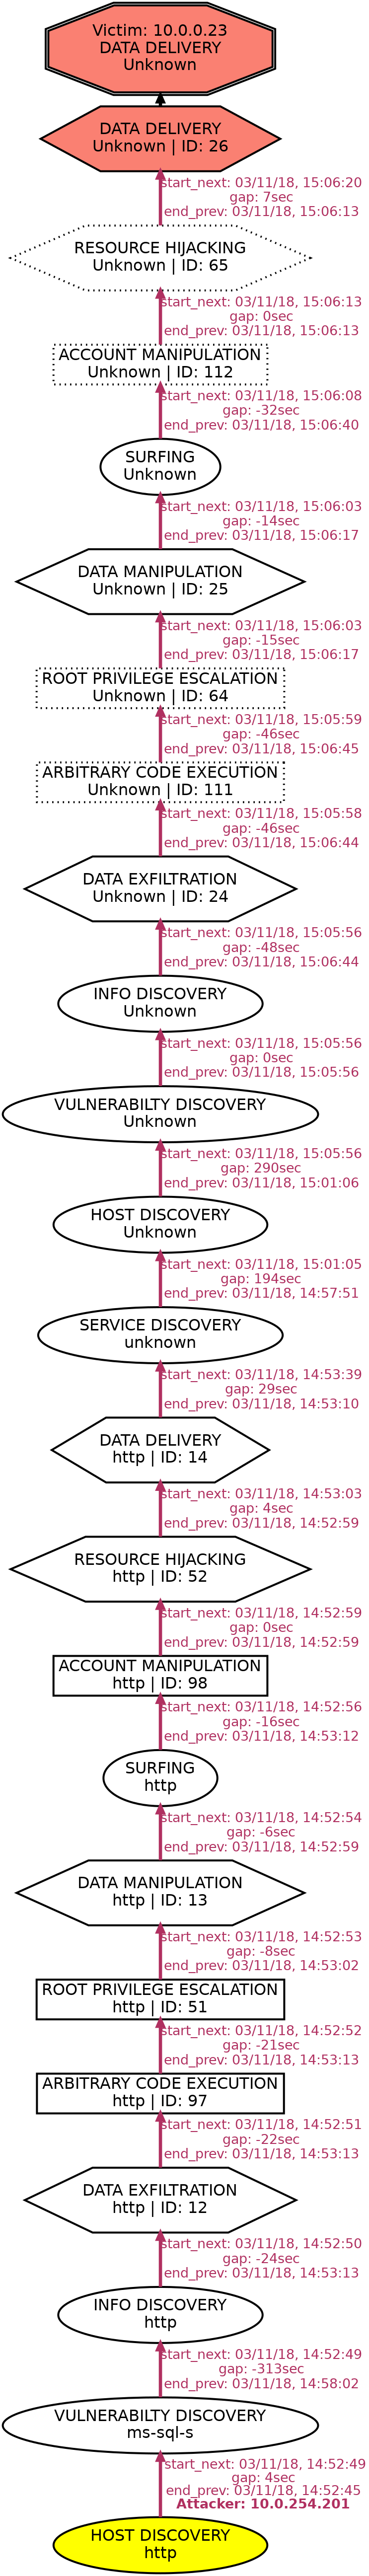 Victim: 10.0.0.23
DATA DELIVERY
Unknown
DATA DELIVERY
Unknown | ID: 26
start_next: 03/11/18, 15:06:20
gap: 7sec
end_prev: 03/11/18, 15:06:13
RESOURCE HIJACKING
Unknown | ID: 65
start_next: 03/11/18, 15:06:13
gap: 0sec
end_prev: 03/11/18, 15:06:13
ACCOUNT MANIPULATION
Unknown | ID: 112
start_next: 03/11/18, 15:06:08
gap: -32sec
end_prev: 03/11/18, 15:06:40
SURFING
Unknown
start_next: 03/11/18, 15:06:03
gap: -14sec
end_prev: 03/11/18, 15:06:17
DATA MANIPULATION
Unknown | ID: 25
start_next: 03/11/18, 15:06:03
gap: -15sec
end_prev: 03/11/18, 15:06:17
ROOT PRIVILEGE ESCALATION
Unknown | ID: 64
start_next: 03/11/18, 15:05:59
gap: -46sec
end_prev: 03/11/18, 15:06:45
ARBITRARY CODE EXECUTION
Unknown | ID: 111
start_next: 03/11/18, 15:05:58
gap: -46sec
end_prev: 03/11/18, 15:06:44
DATA EXFILTRATION
Unknown | ID: 24
start_next: 03/11/18, 15:05:56
gap: -48sec
end_prev: 03/11/18, 15:06:44
INFO DISCOVERY
Unknown
start_next: 03/11/18, 15:05:56
gap: 0sec
end_prev: 03/11/18, 15:05:56
VULNERABILTY DISCOVERY
Unknown
start_next: 03/11/18, 15:05:56
gap: 290sec
end_prev: 03/11/18, 15:01:06
HOST DISCOVERY
Unknown
start_next: 03/11/18, 15:01:05
gap: 194sec
end_prev: 03/11/18, 14:57:51
SERVICE DISCOVERY
unknown
start_next: 03/11/18, 14:53:39
gap: 29sec
end_prev: 03/11/18, 14:53:10
DATA DELIVERY
http | ID: 14
start_next: 03/11/18, 14:53:03
gap: 4sec
end_prev: 03/11/18, 14:52:59
RESOURCE HIJACKING
http | ID: 52
start_next: 03/11/18, 14:52:59
gap: 0sec
end_prev: 03/11/18, 14:52:59
ACCOUNT MANIPULATION
http | ID: 98
start_next: 03/11/18, 14:52:56
gap: -16sec
end_prev: 03/11/18, 14:53:12
SURFING
http
start_next: 03/11/18, 14:52:54
gap: -6sec
end_prev: 03/11/18, 14:52:59
DATA MANIPULATION
http | ID: 13
start_next: 03/11/18, 14:52:53
gap: -8sec
end_prev: 03/11/18, 14:53:02
ROOT PRIVILEGE ESCALATION
http | ID: 51
start_next: 03/11/18, 14:52:52
gap: -21sec
end_prev: 03/11/18, 14:53:13
ARBITRARY CODE EXECUTION
http | ID: 97
start_next: 03/11/18, 14:52:51
gap: -22sec
end_prev: 03/11/18, 14:53:13
DATA EXFILTRATION
http | ID: 12
start_next: 03/11/18, 14:52:50
gap: -24sec
end_prev: 03/11/18, 14:53:13
INFO DISCOVERY
http
start_next: 03/11/18, 14:52:49
gap: -313sec
end_prev: 03/11/18, 14:58:02
VULNERABILTY DISCOVERY
ms-sql-s
start_next: 03/11/18, 14:52:49
gap: 4sec
end_prev: 03/11/18, 14:52:45
Attacker: 10.0.254.201
HOST DISCOVERY
http